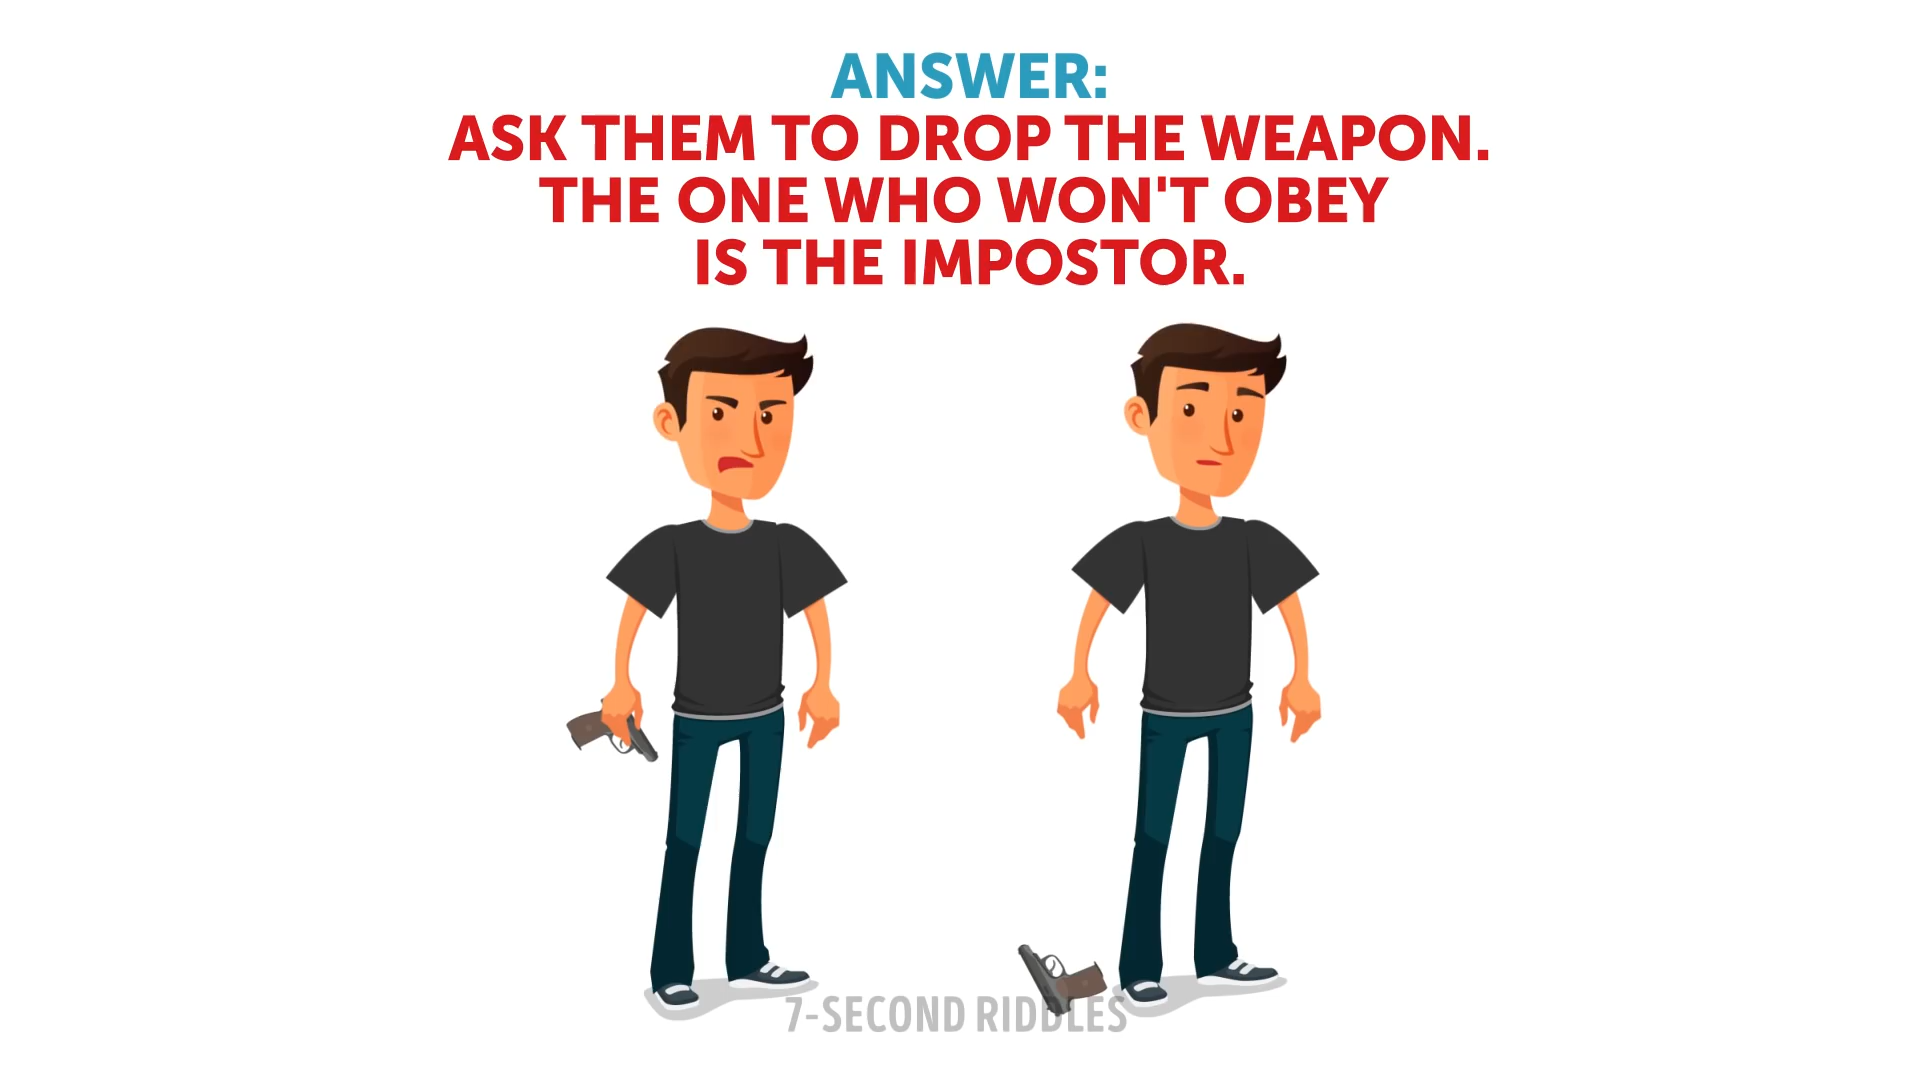 ANSWER:
ASK THEM TO DROP THE WEAPON.
THE ONE WHO WON'T OBEY
IS THE IMPOSTOR.
7-SECOND RIDDLES